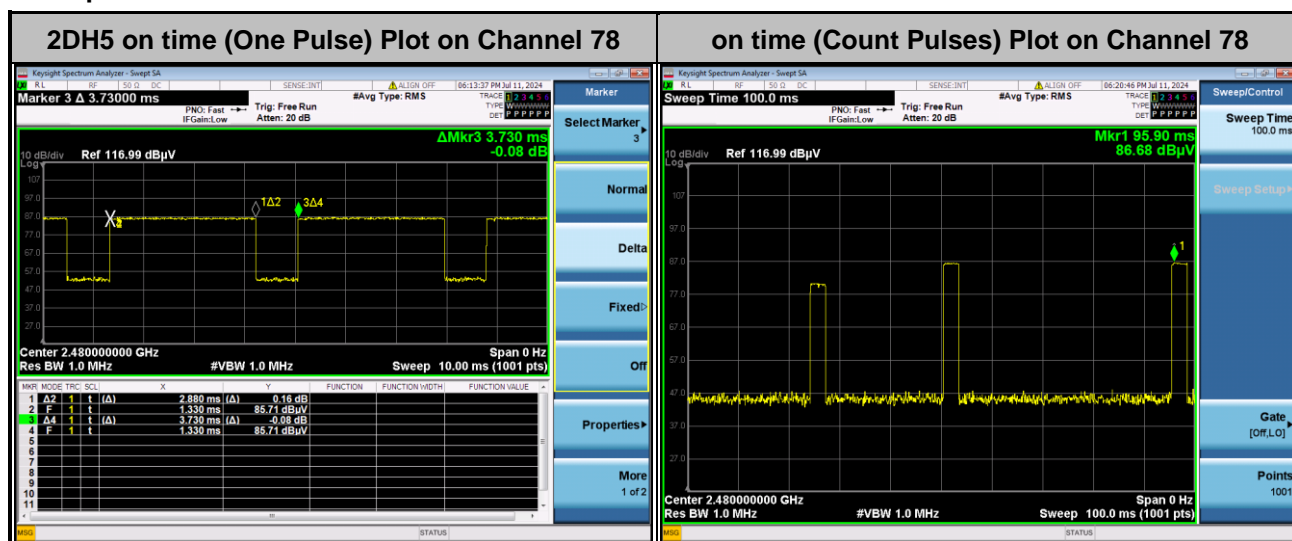 2DH5 on time (One Pulse) Plot on Channel 78
on time (Count Pulses) Plot on Channel 78
Keysight Spectrum Analyzer - Swept SA
RL RF 50 Ω DC SENSE:INT ALIGN OFF 06:13:37 PM Jul 11, 2024
Marker 3 Δ 3.73000 ms
PNO: Fast Trig: Free Run #Avg Type: RMS TRACE 1 2 3 4 5 6
TYPE WWWWWW
IFGain:Low Atten: 20 dB DET P P P P P P
ΔMkr3 3.730 ms
-0.08 dB
10 dB/div Ref 116.99 dBµV
Log
107
97.0
87.0
77.0
67.0
57.0
47.0
37.0
27.0
1Δ2
3Δ4
Center 2.480000000 GHz Span 0 Hz
Res BW 1.0 MHz #VBW 1.0 MHz Sweep 10.00 ms (1001 pts)
MKR MODE TRC SCL X Y FUNCTION FUNCTION WIDTH FUNCTION VALUE
1 Δ2 1 t (Δ) 2.880 ms (Δ) 0.16 dB
2 F 1 t 1.330 ms 85.71 dBµV
3 Δ4 1 t (Δ) 3.730 ms (Δ) -0.08 dB
4 F 1 t 1.330 ms 85.71 dBµV
5
6
7
8
9
10
11
MSG STATUS
Marker
Select Marker
3
Normal
Delta
Fixed
Off
Properties
More
1 of 2
Keysight Spectrum Analyzer - Swept SA
RL RF 50 Ω DC SENSE:INT ALIGN OFF 06:20:46 PM Jul 11, 2024
Sweep Time 100.0 ms
PNO: Fast Trig: Free Run #Avg Type: RMS TRACE 1 2 3 4 5 6
TYPE WWWWWW
IFGain:Low Atten: 20 dB DET P P P P P P
Mkr1 95.90 ms
86.68 dBµV
10 dB/div Ref 116.99 dBµV
Log
107
97.0
87.0
77.0
67.0
57.0
47.0
37.0
27.0
1
Center 2.480000000 GHz Span 0 Hz
Res BW 1.0 MHz #VBW 1.0 MHz Sweep 100.0 ms (1001 pts)
MSG STATUS
Sweep/Control
Sweep Time
100.0 ms
Sweep Setup
Gate
[Off,LO]
Points
1001